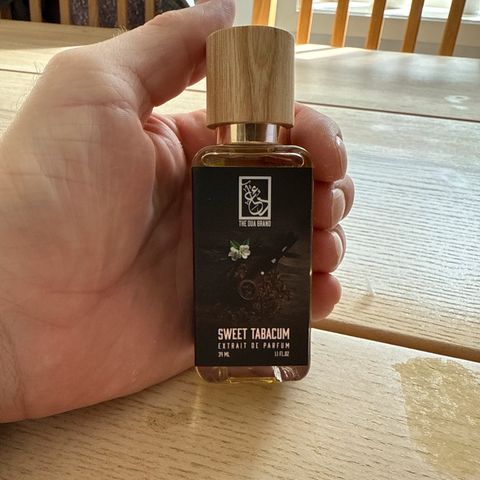 THE DUA BRAND
SWEET TABACUM
EXTRAIT DE PARFUM
34 ML 1.1 FL.OZ